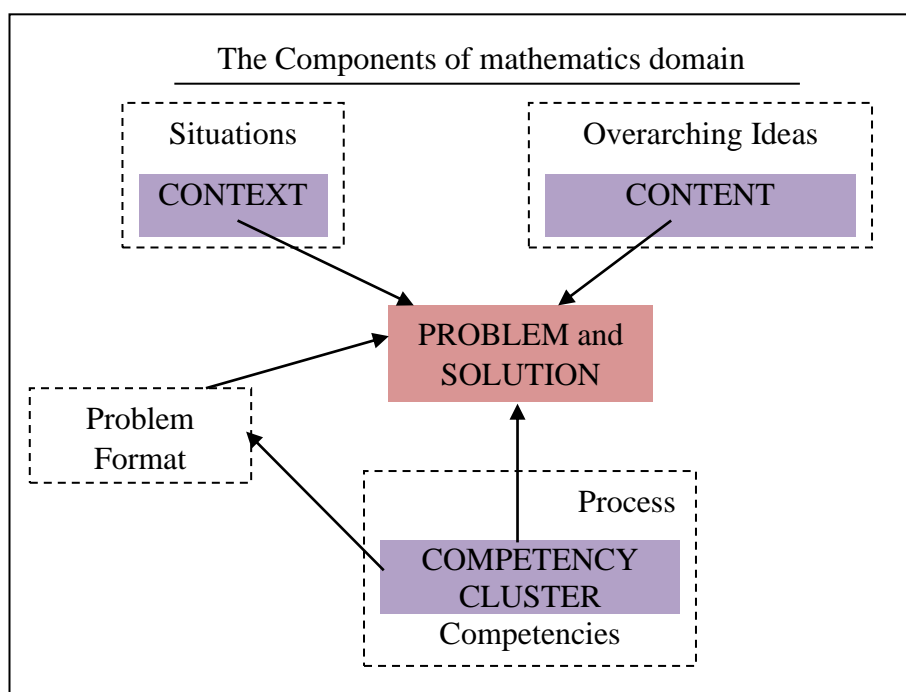 The Components of mathematics domain
Situations
CONTEXT
Overarching Ideas
CONTENT
PROBLEM and
SOLUTION
Problem
Format
Process
COMPETENCY
CLUSTER
Competencies